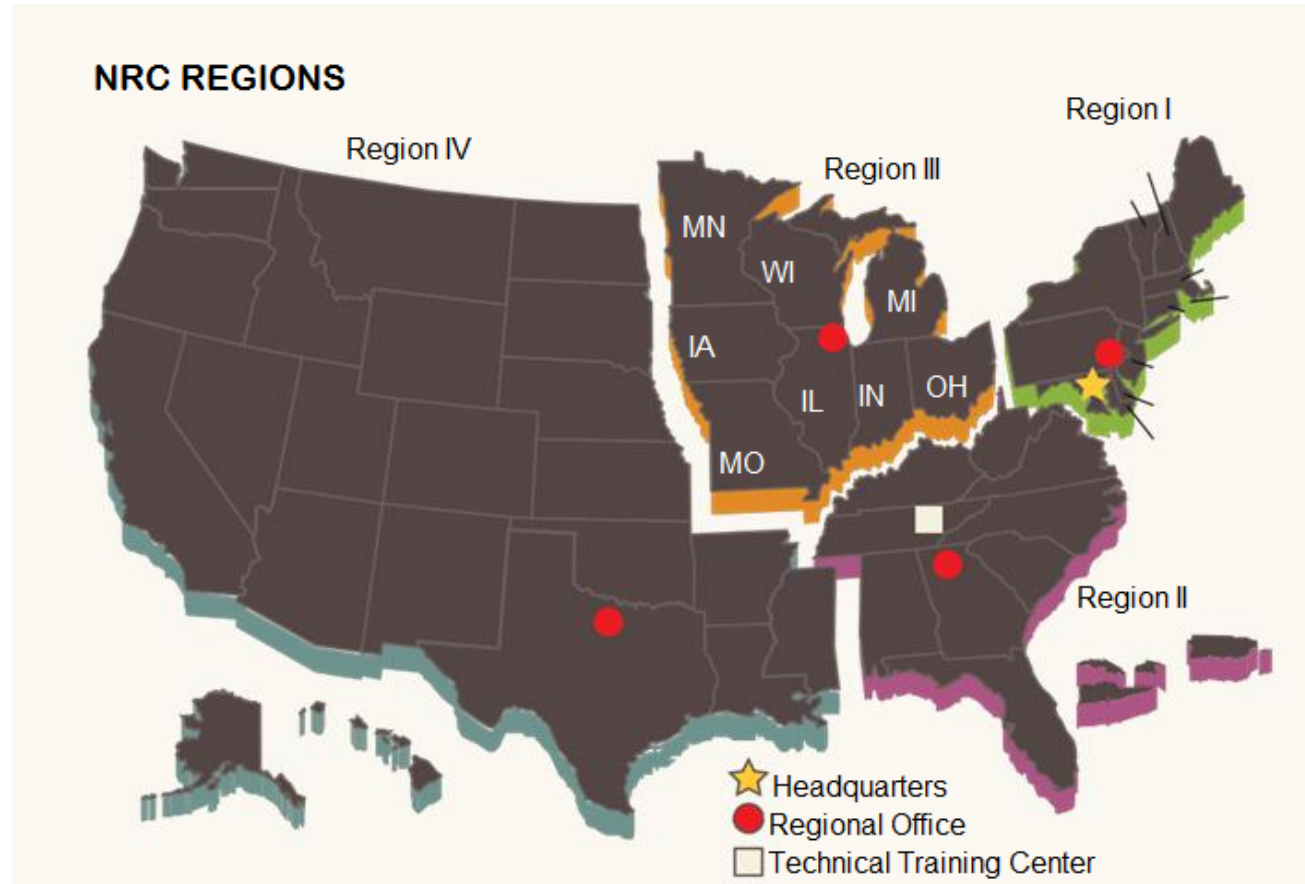 NRC REGIONS
Region I
Region IV
Region III
MN
WI
MI
IA
IL
IN
OH
MO
Region II
Headquarters
Regional Office
Technical Training Center